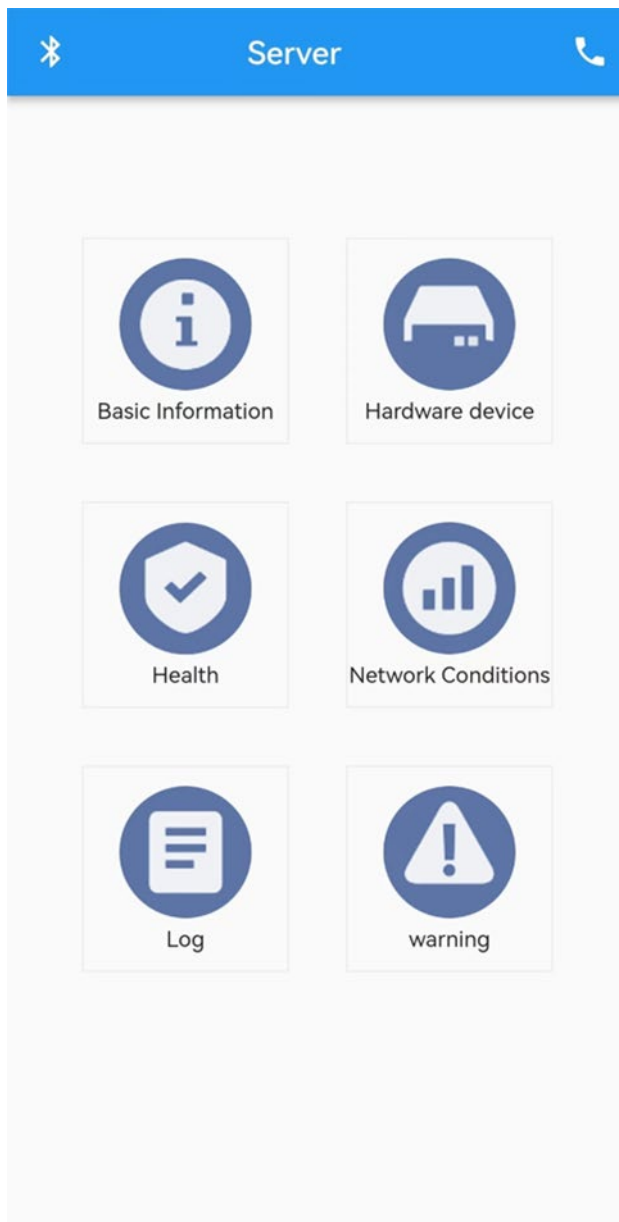 Server
Basic Information
Hardware device
Health
Network Conditions
Log
warning